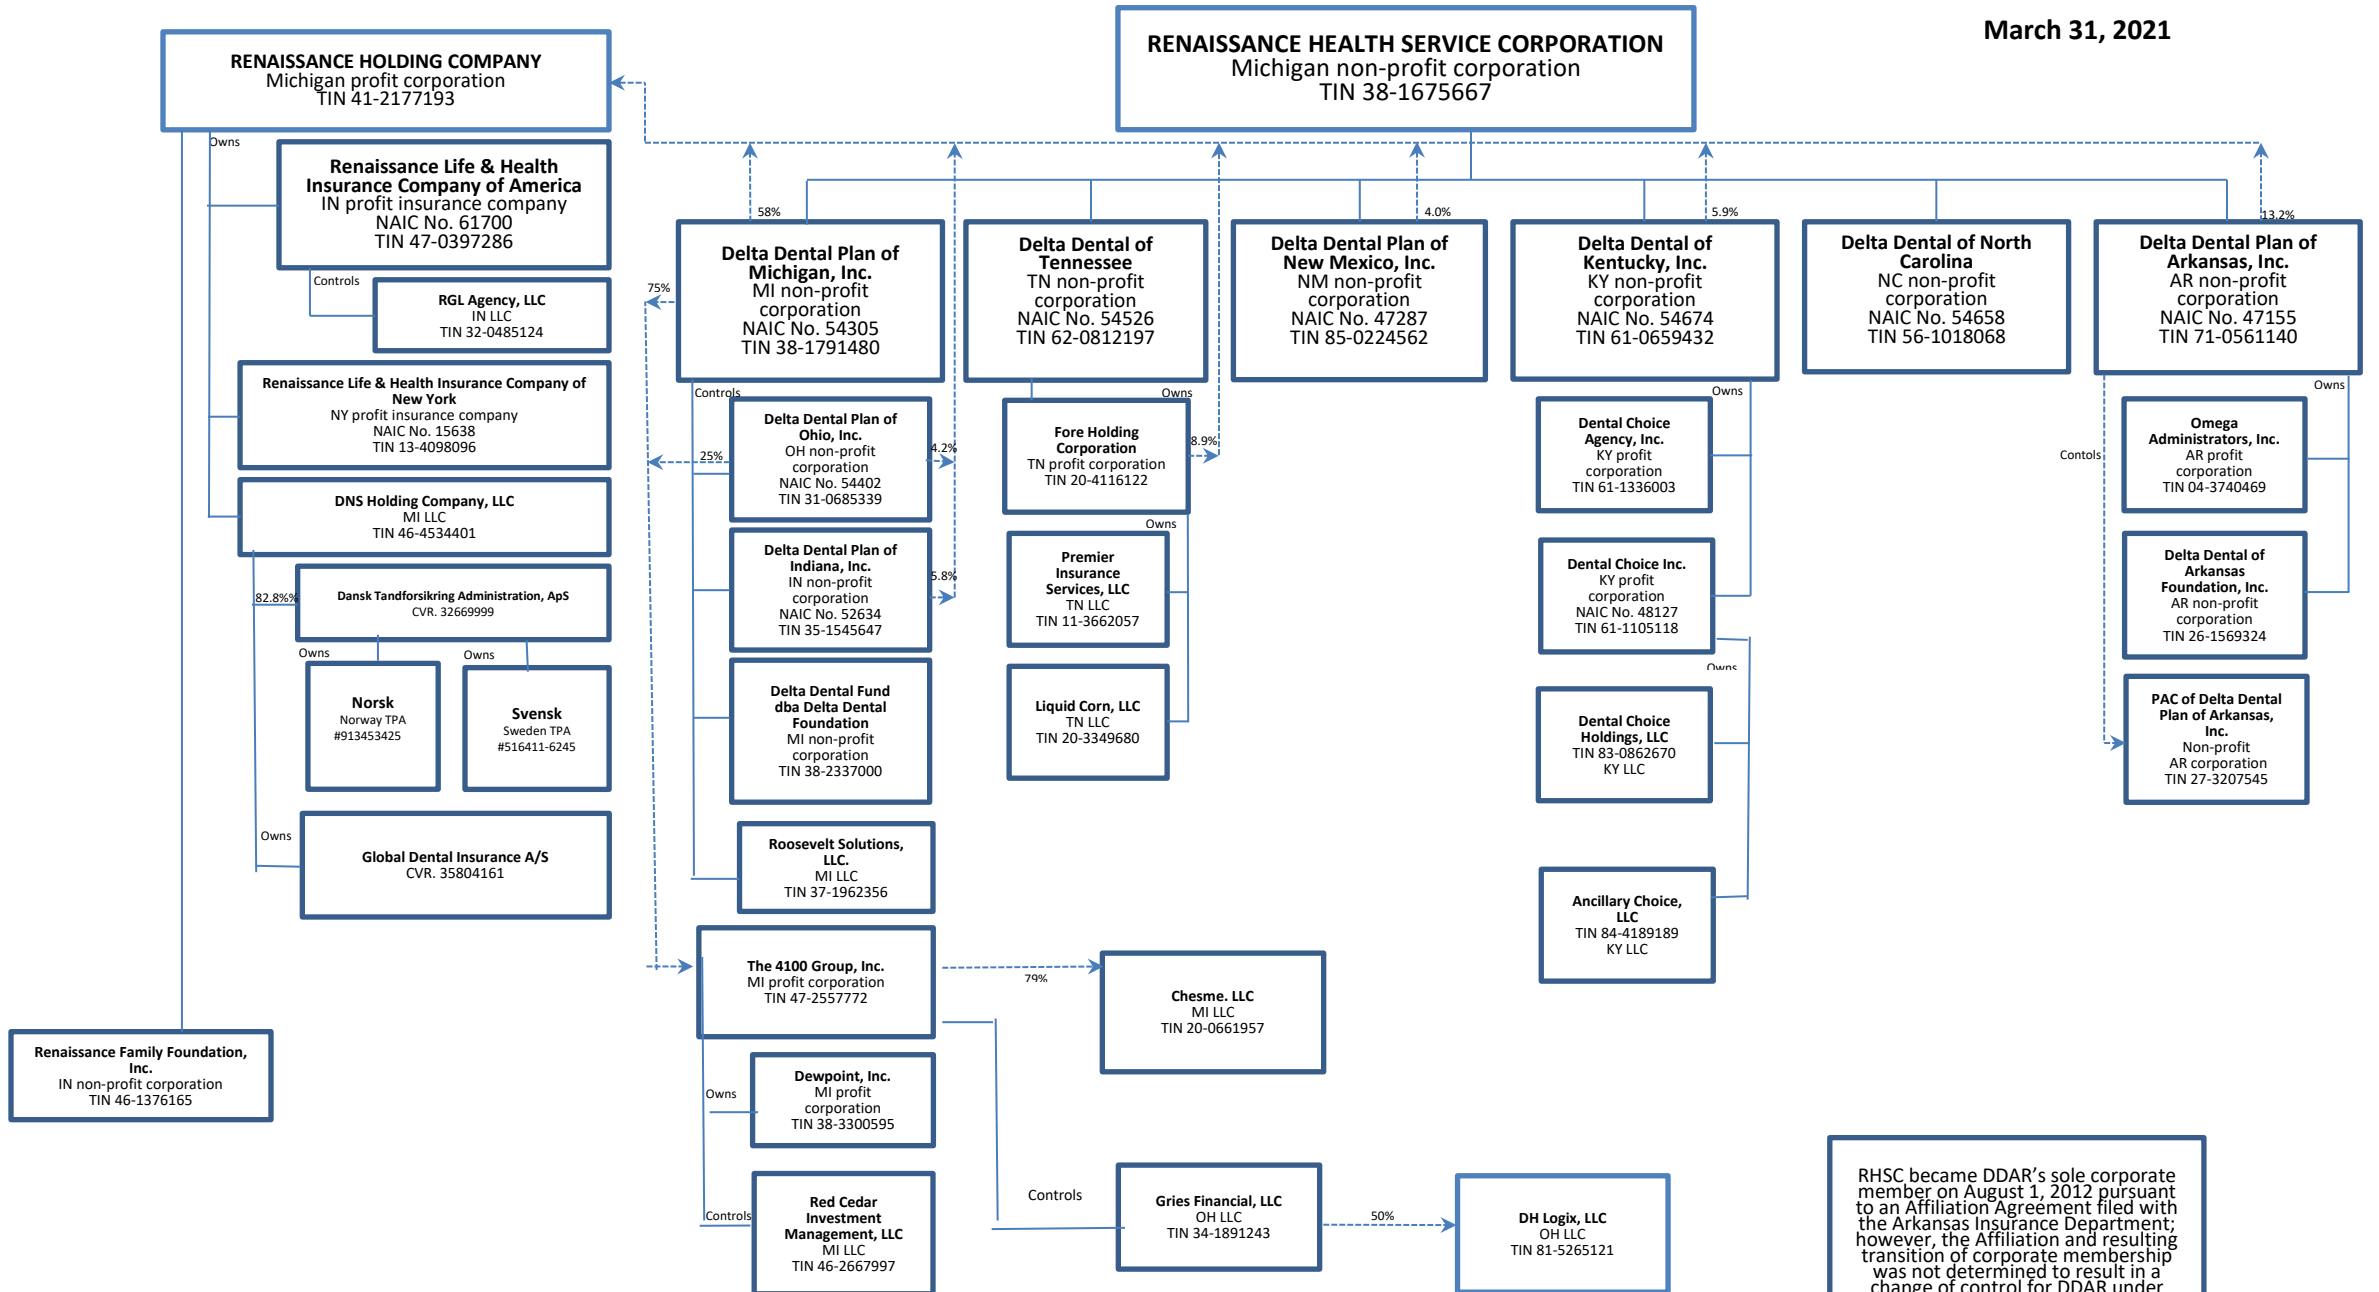 March 31, 2021
RENAISSANCE HOLDING COMPANY
Michigan profit corporation
TIN 41-2177193
RENAISSANCE HEALTH SERVICE CORPORATION
Michigan non-profit corporation
TIN 38-1675667
Owns
Renaissance Life & Health
Insurance Company of America
IN profit insurance company
NAIC No. 61700
TIN 47-0397286
Controls
RGL Agency, LLC
IN LLC
TIN 32-0485124
Renaissance Life & Health Insurance Company of
New York
NY profit insurance company
NAIC No. 15638
TIN 13-4098096
DNS Holding Company, LLC
MI LLC
TIN 46-4534401
82.8%%
Dansk Tandforsikring Administration, ApS
CVR. 32669999
Owns
Owns
Norsk
Norway TPA
#913453425
Svensk
Sweden TPA
#516411-6245
Owns
Global Dental Insurance A/S
CVR. 35804161
Renaissance Family Foundation,
Inc.
IN non-profit corporation
TIN 46-1376165
58%
Delta Dental Plan of
Michigan, Inc.
MI non-profit
corporation
NAIC No. 54305
TIN 38-1791480
75%
Controls
Delta Dental Plan of
Ohio, Inc.
OH non-profit
corporation
NAIC No. 54402
TIN 31-0685339
25%
4.2%
Delta Dental Plan of
Indiana, Inc.
IN non-profit
corporation
NAIC No. 52634
TIN 35-1545647
5.8%
Delta Dental Fund
dba Delta Dental
Foundation
MI non-profit
corporation
TIN 38-2337000
Roosevelt Solutions,
LLC.
MI LLC
TIN 37-1962356
The 4100 Group, Inc.
MI profit corporation
TIN 47-2557772
79%
Chesme. LLC
MI LLC
TIN 20-0661957
Owns
Dewpoint, Inc.
MI profit
corporation
TIN 38-3300595
Controls
Red Cedar
Investment
Management, LLC
MI LLC
TIN 46-2667997
Controls
Gries Financial, LLC
OH LLC
TIN 34-1891243
50%
DH Logix, LLC
OH LLC
TIN 81-5265121
Delta Dental of
Tennessee
TN non-profit
corporation
NAIC No. 54526
TIN 62-0812197
Owns
Fore Holding
Corporation
TN profit corporation
TIN 20-4116122
8.9%
Owns
Premier
Insurance
Services, LLC
TN LLC
TIN 11-3662057
Liquid Corn, LLC
TN LLC
TIN 20-3349680
4.0%
Delta Dental Plan of
New Mexico, Inc.
NM non-profit
corporation
NAIC No. 47287
TIN 85-0224562
5.9%
Delta Dental of
Kentucky, Inc.
KY non-profit
corporation
NAIC No. 54674
TIN 61-0659432
Owns
Dental Choice
Agency, Inc.
KY profit
corporation
TIN 61-1336003
Dental Choice Inc.
KY profit
corporation
NAIC No. 48127
TIN 61-1105118
Owns
Dental Choice
Holdings, LLC
TIN 83-0862670
KY LLC
Ancillary Choice,
LLC
TIN 84-4189189
KY LLC
Delta Dental of North
Carolina
NC non-profit
corporation
NAIC No. 54658
TIN 56-1018068
13.2%
Delta Dental Plan of
Arkansas, Inc.
AR non-profit
corporation
NAIC No. 47155
TIN 71-0561140
Owns
Contols
Omega
Administrators, Inc.
AR profit
corporation
TIN 04-3740469
Delta Dental of
Arkansas
Foundation, Inc.
AR non-profit
corporation
TIN 26-1569324
PAC of Delta Dental
Plan of Arkansas,
Inc.
Non-profit
AR corporation
TIN 27-3207545
RHSC became DDAR’s sole corporate
member on August 1, 2012 pursuant
to an Affiliation Agreement filed with
the Arkansas Insurance Department;
however, the Affiliation and resulting
transition of corporate membership
was not determined to result in a
change of control for DDAR under